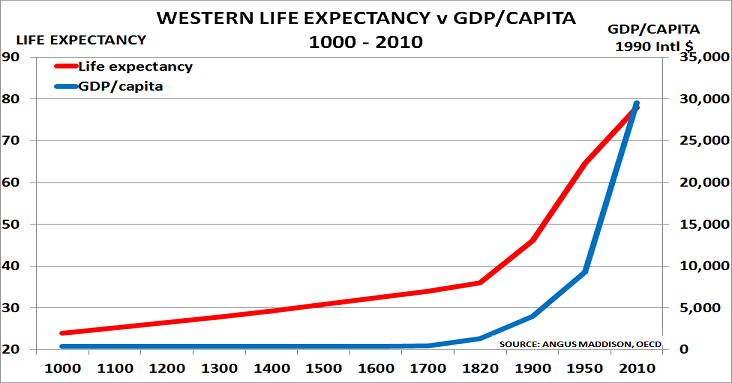 WESTERN LIFE EXPECTANCY v GDP/CAPITA
1000 - 2010
LIFE EXPECTANCY
GDP/CAPITA
1990 Intl $
Life expectancy
GDP/capita
90
80
70
60
50
40
30
20
35,000
30,000
25,000
20,000
15,000
10,000
5,000
0
SOURCE: ANGUS MADDISON, OECD
1000 1100 1200 1300 1400 1500 1600 1700 1820 1900 1950 2010